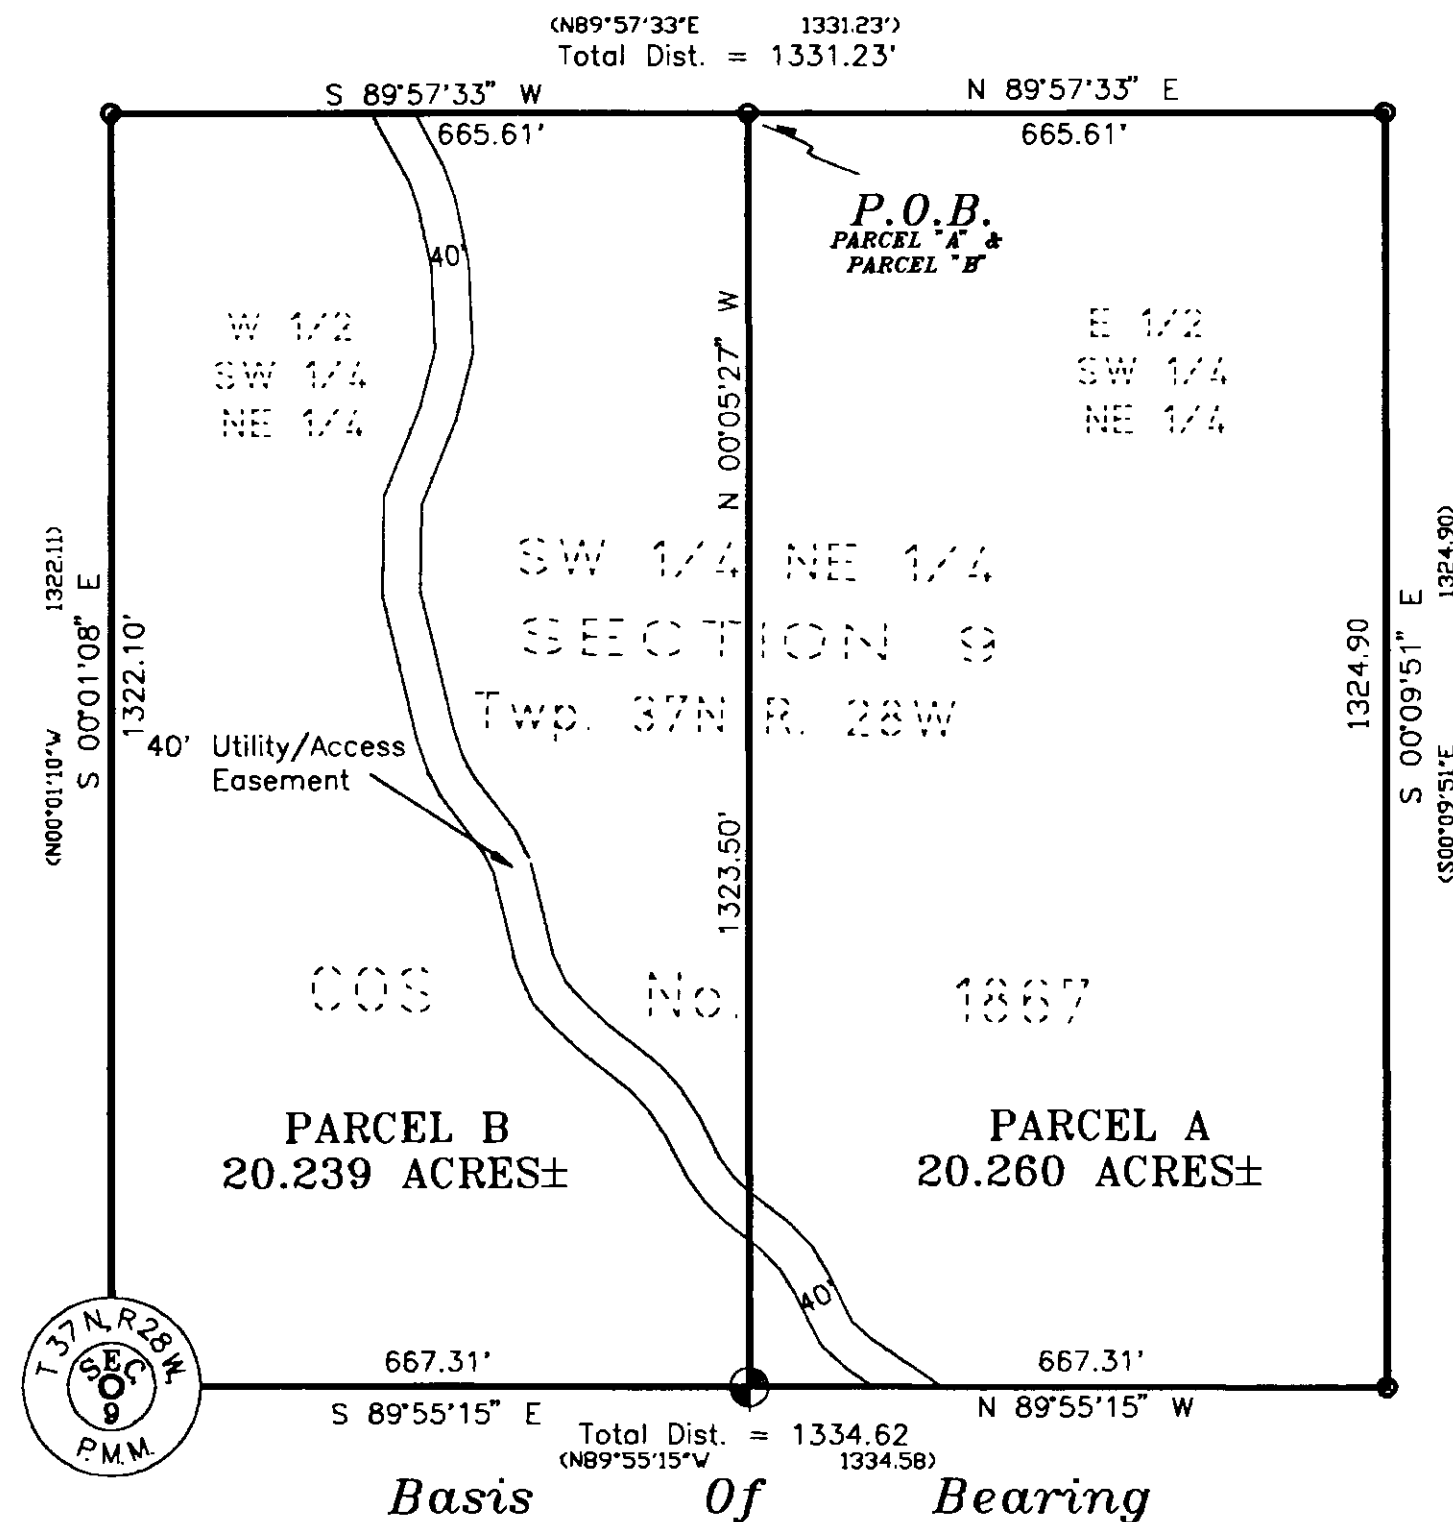 (N89°57'33"E 1331.23')
Total Dist. = 1331.23'
S 89°57'33" W
N 89°57'33" E
665.61'
665.61'
P.O.B.
PARCEL "A" &
PARCEL "B"
40'
W 1/2
SW 1/4
NE 1/4
E 1/2
SW 1/4
NE 1/4
N 00°05'27" W
1323.50'
SW 1/4 NE 1/4
SECTION 9
Twp. 37N R. 28W
(N00°01'10"W 1322.11)
S 00°01'08" E
1322.10'
1324.90
S 00°09'51" E
(S00°09'51"E 1324.90)
40' Utility/Access
Easement
COS No. 1867
PARCEL B
20.239 ACRES±
PARCEL A
20.260 ACRES±
40'
T 37 N, R 28 W,
SEC
9
P.M.M.
667.31'
667.31'
S 89°55'15" E
N 89°55'15" W
Total Dist. = 1334.62
(N89°55'15"W 1334.58)
Basis Of Bearing